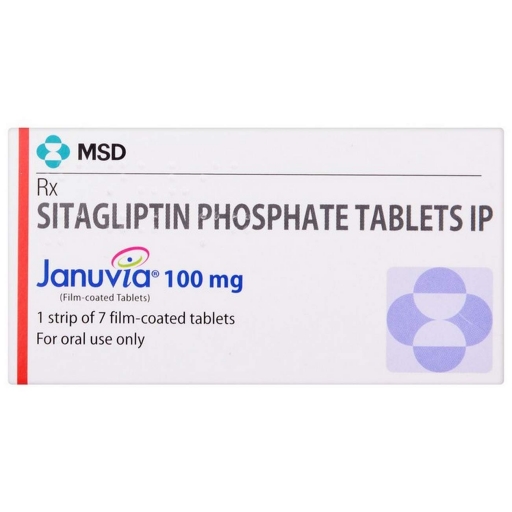 MSD
Rx
SITAGLIPTIN PHOSPHATE TABLETS IP
Januvia® 100 mg
(Film-coated Tablets)
1 strip of 7 film-coated tablets
For oral use only